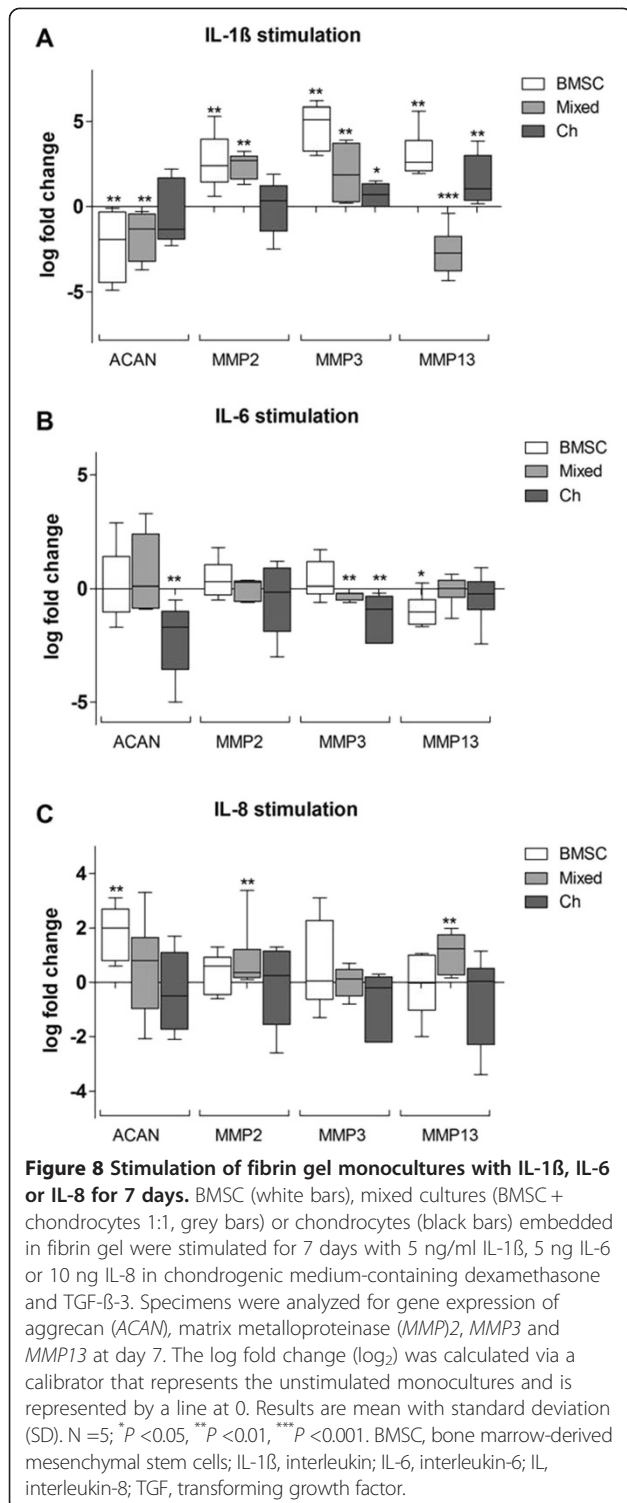 A
IL-1ß stimulation
BMSC
Mixed
Ch
log fold change
5
0
-5
** ** ** ** ** ** * ** *** **
ACAN MMP2 MMP3 MMP13
B
IL-6 stimulation
BMSC
Mixed
Ch
log fold change
5
0
-5
** ** ** *
ACAN MMP2 MMP3 MMP13
C
IL-8 stimulation
BMSC
Mixed
Ch
log fold change
4
2
0
-2
-4
** ** **
ACAN MMP2 MMP3 MMP13
Figure 8 Stimulation of fibrin gel monocultures with IL-1ß, IL-6
or IL-8 for 7 days. BMSC (white bars), mixed cultures (BMSC +
chondrocytes 1:1, grey bars) or chondrocytes (black bars) embedded
in fibrin gel were stimulated for 7 days with 5 ng/ml IL-1ß, 5 ng IL-6
or 10 ng IL-8 in chondrogenic medium-containing dexamethasone
and TGF-ß-3. Specimens were analyzed for gene expression of
aggrecan (ACAN), matrix metalloproteinase (MMP)2, MMP3 and
MMP13 at day 7. The log fold change (log₂) was calculated via a
calibrator that represents the unstimulated monocultures and is
represented by a line at 0. Results are mean with standard deviation
(SD). N =5; *P <0.05, **P <0.01, ***P <0.001. BMSC, bone marrow-derived
mesenchymal stem cells; IL-1ß, interleukin; IL-6, interleukin-6; IL,
interleukin-8; TGF, transforming growth factor.